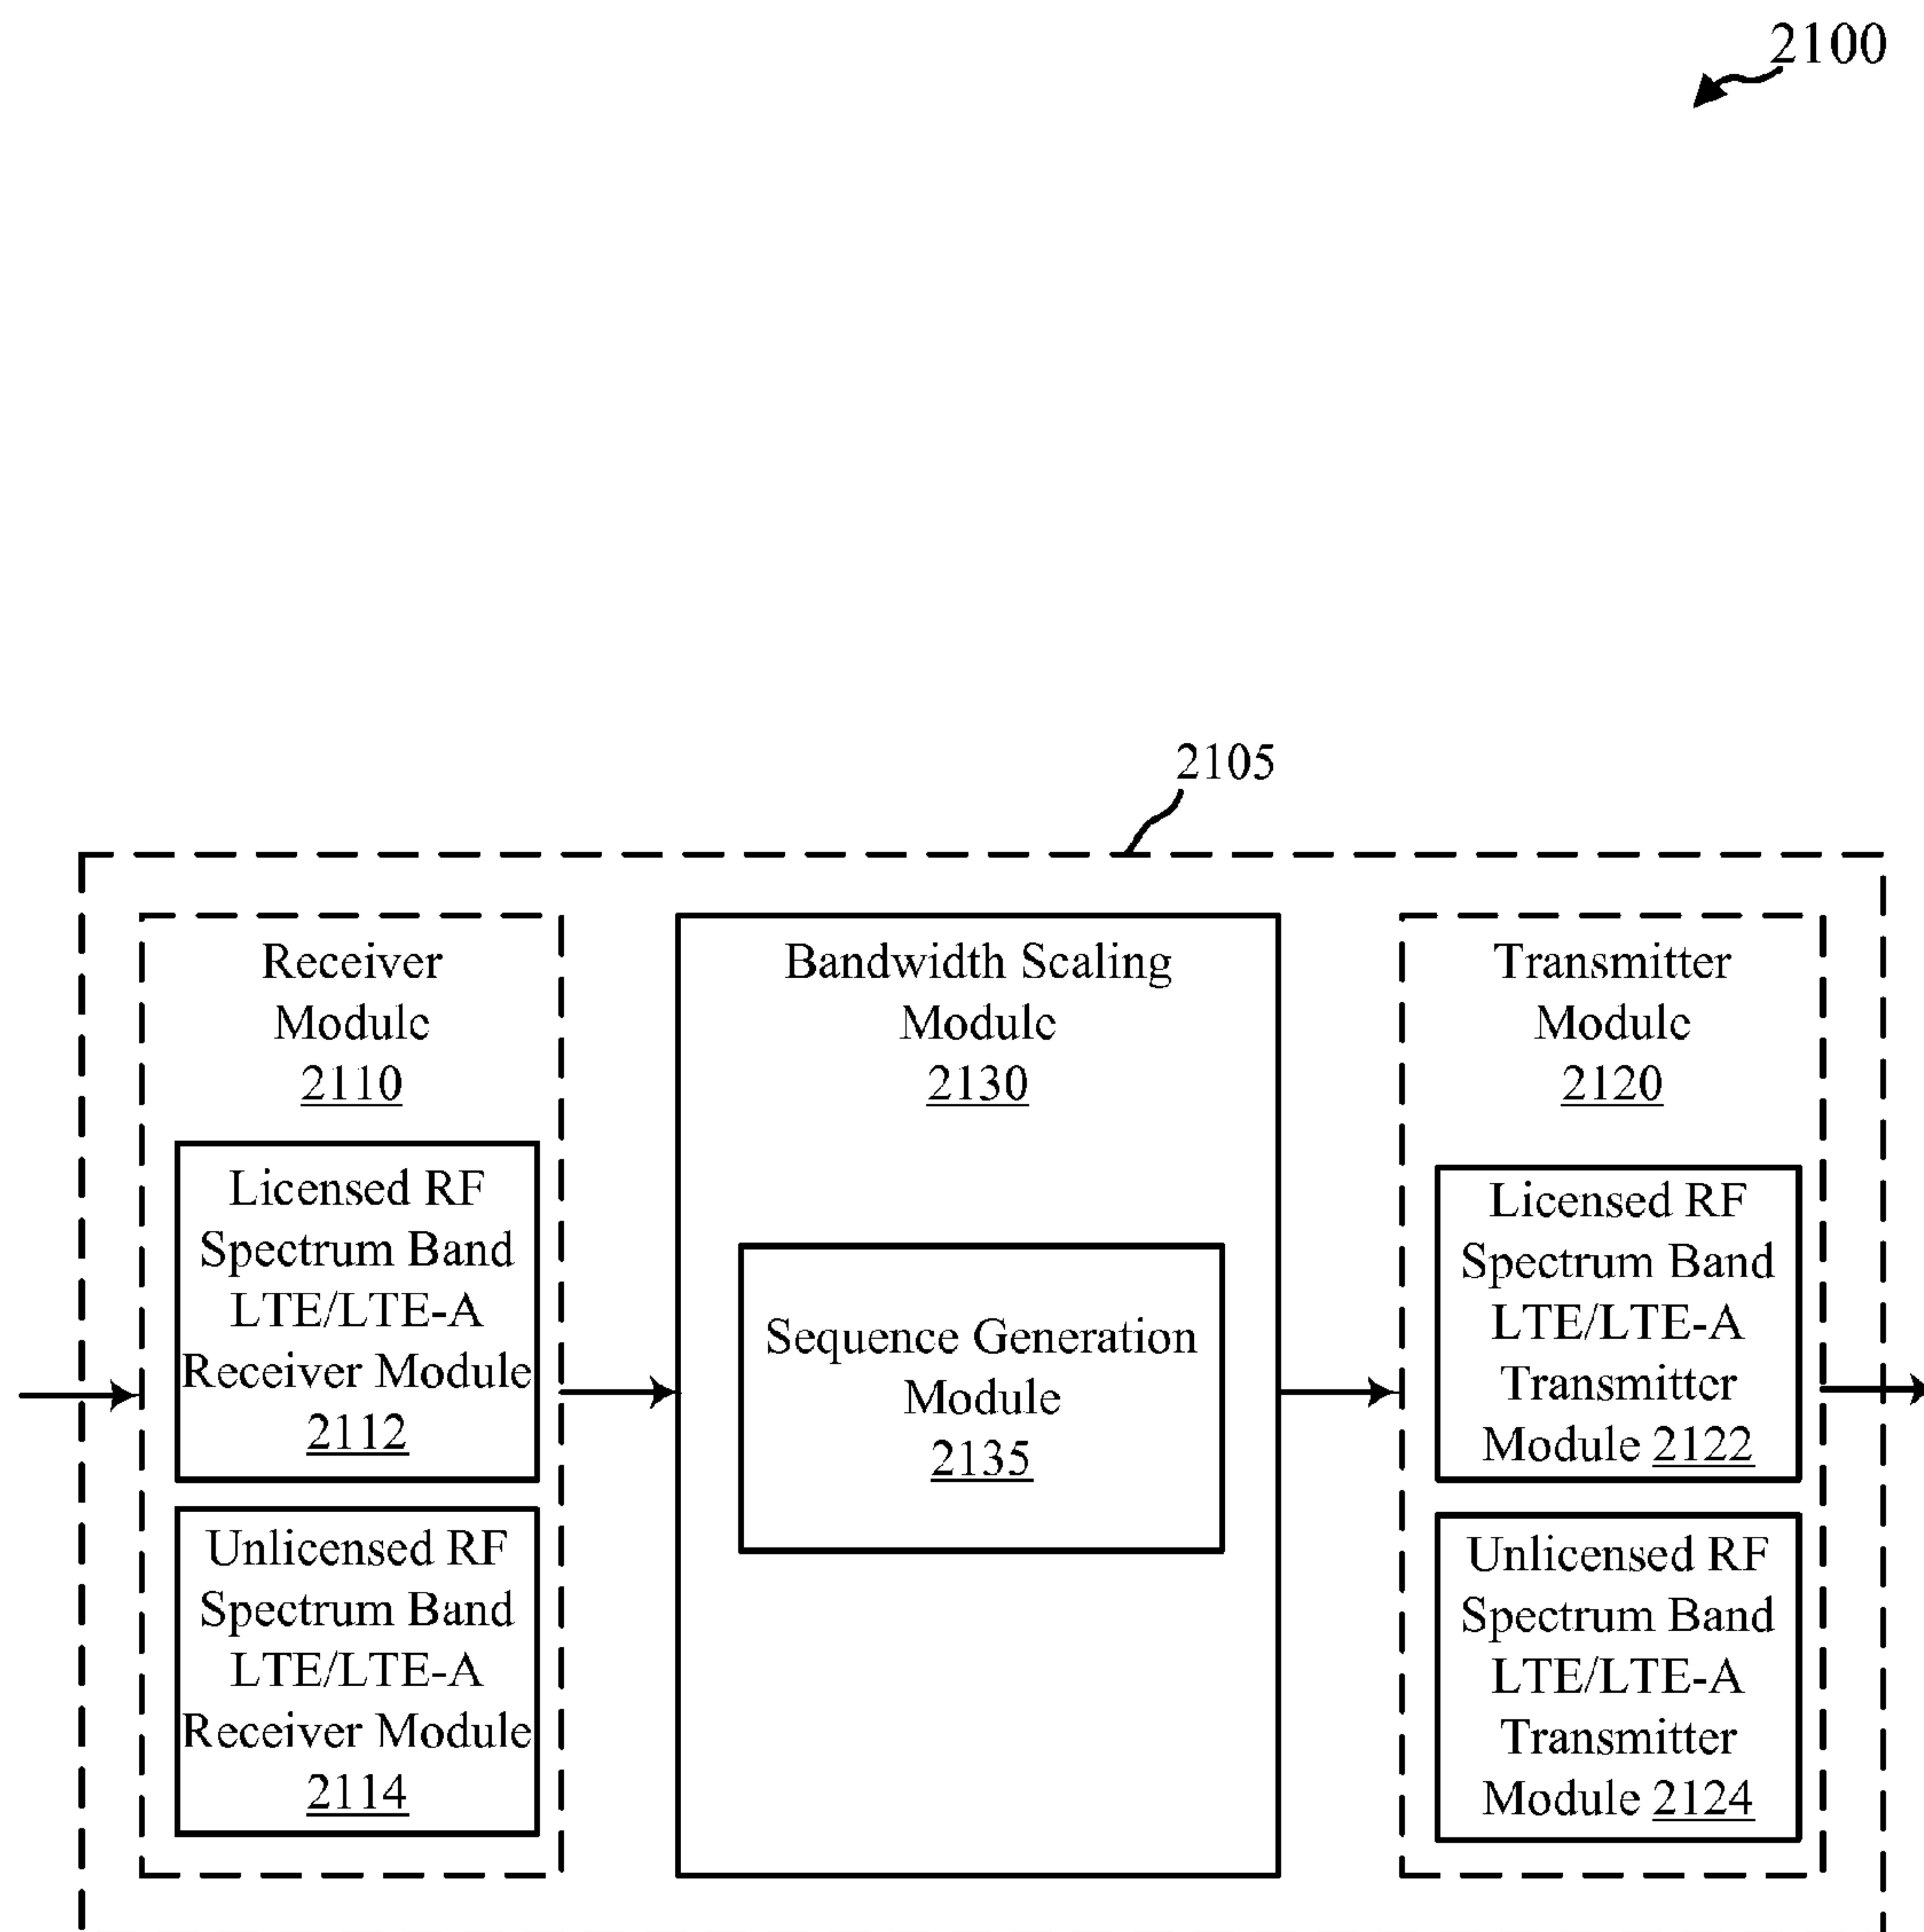 2100
2105
Receiver
Module
2110
Licensed RF
Spectrum Band
LTE/LTE-A
Receiver Module
2112
Unlicensed RF
Spectrum Band
LTE/LTE-A
Receiver Module
2114
Bandwidth Scaling
Module
2130
Sequence Generation
Module
2135
Transmitter
Module
2120
Licensed RF
Spectrum Band
LTE/LTE-A
Transmitter
Module 2122
Unlicensed RF
Spectrum Band
LTE/LTE-A
Transmitter
Module 2124